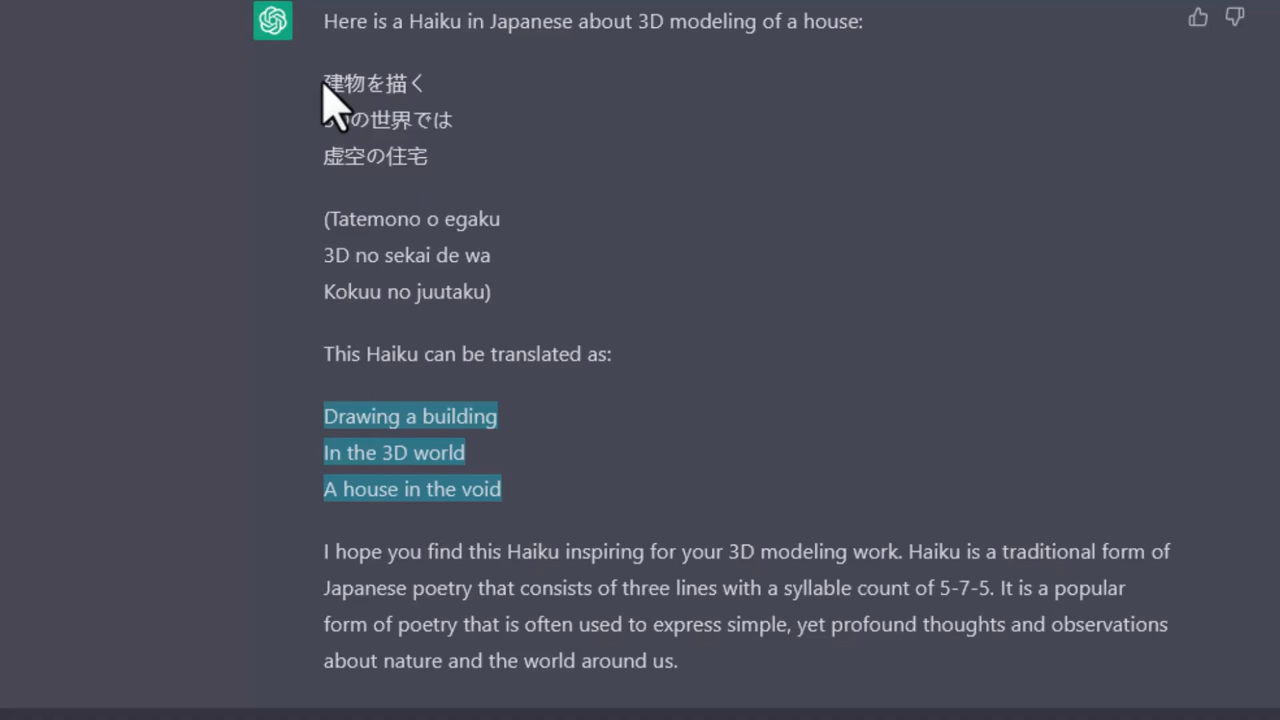 Here is a Haiku in Japanese about 3D modeling of a house:
建物を描く
の世界では
虚空の住宅
(Tatemono o egaku
3D no sekai de wa
Kokuu no juutaku)
This Haiku can be translated as:
Drawing a building
In the 3D world
A house in the void
I hope you find this Haiku inspiring for your 3D modeling work. Haiku is a traditional form of
Japanese poetry that consists of three lines with a syllable count of 5-7-5. It is a popular
form of poetry that is often used to express simple, yet profound thoughts and observations
about nature and the world around us.